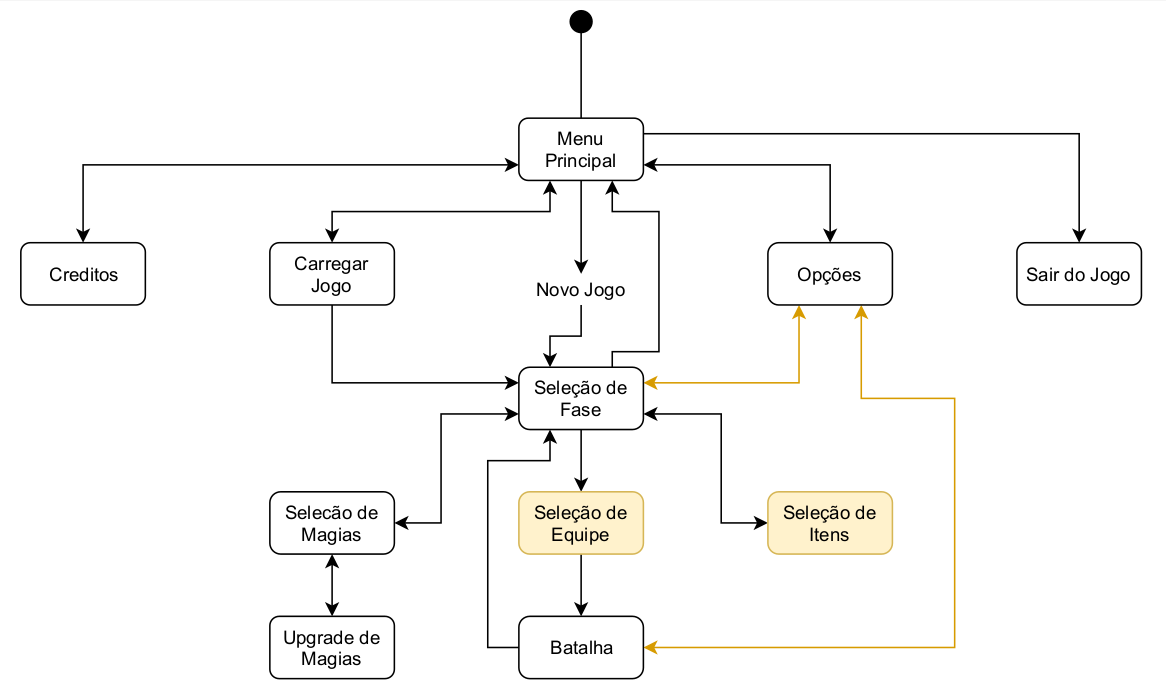 Menu
Principal
Creditos
Carregar
Jogo
Novo Jogo
Opções
Sair do Jogo
Seleção de
Fase
Selecão de
Magias
Seleção de
Equipe
Seleção de
Itens
Upgrade de
Magias
Batalha